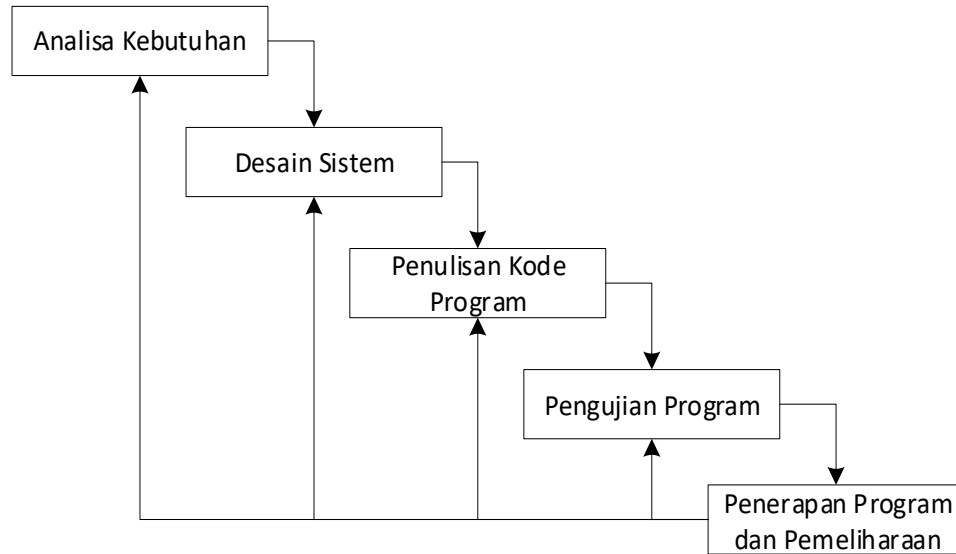 Analisa Kebutuhan
Desain Sistem
Penulisan Kode
Program
Pengujian Program
Penerapan Program
dan Pemeliharaan